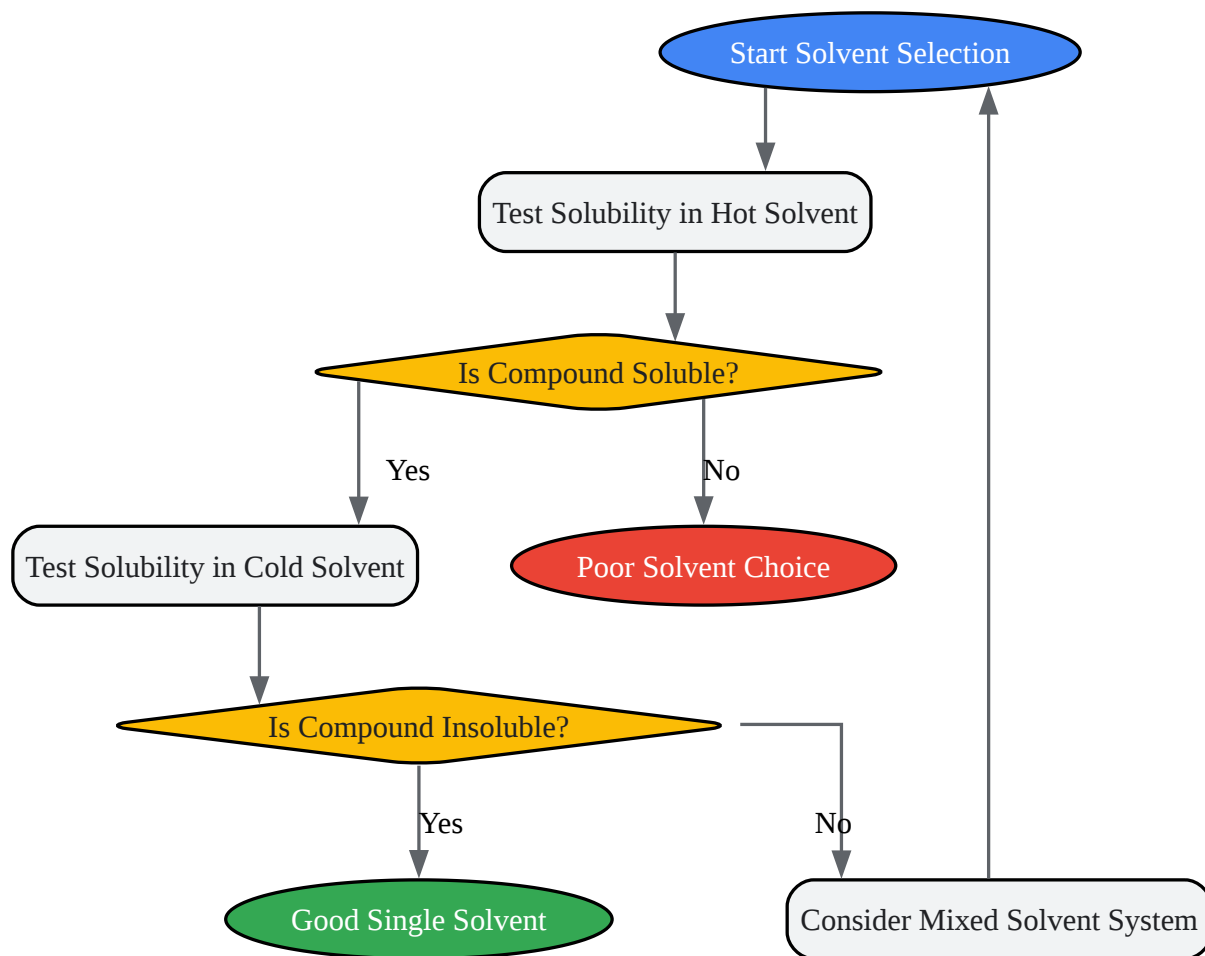 Start Solvent Selection
Test Solubility in Hot Solvent
Is Compound Soluble?
Yes
No
Test Solubility in Cold Solvent
Poor Solvent Choice
Is Compound Insoluble?
Yes
No
Good Single Solvent
Consider Mixed Solvent System